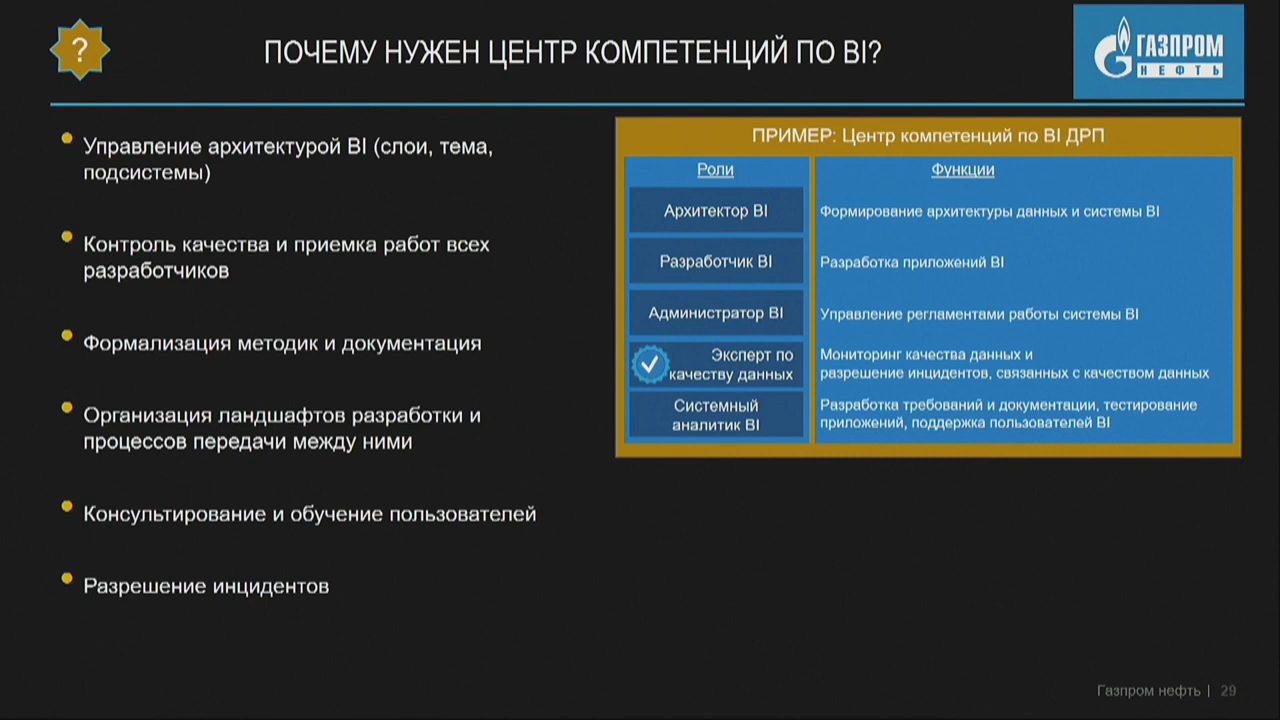 ?
ПОЧЕМУ НУЖЕН ЦЕНТР КОМПЕТЕНЦИЙ ПО BI?
ГАЗПРОМ
НЕФТЬ
Управление архитектурой BI (слои, тема,
подсистемы)
Контроль качества и приемка работ всех
разработчиков
Формализация методик и документация
Организация ландшафтов разработки и
процессов передачи между ними
Консультирование и обучение пользователей
Разрешение инцидентов
ПРИМЕР: Центр компетенций по BI ДРП
Роли
Функции
Архитектор BI
Формирование архитектуры данных и системы BI
Разработчик BI
Разработка приложений BI
Администратор BI
Управление регламентами работы системы BI
Эксперт по
качеству данных
Мониторинг качества данных и
разрешение инцидентов, связанных с качеством данных
Системный
аналитик BI
Разработка требований и документации, тестирование
приложений, поддержка пользователей BI
Газпром нефть | 29